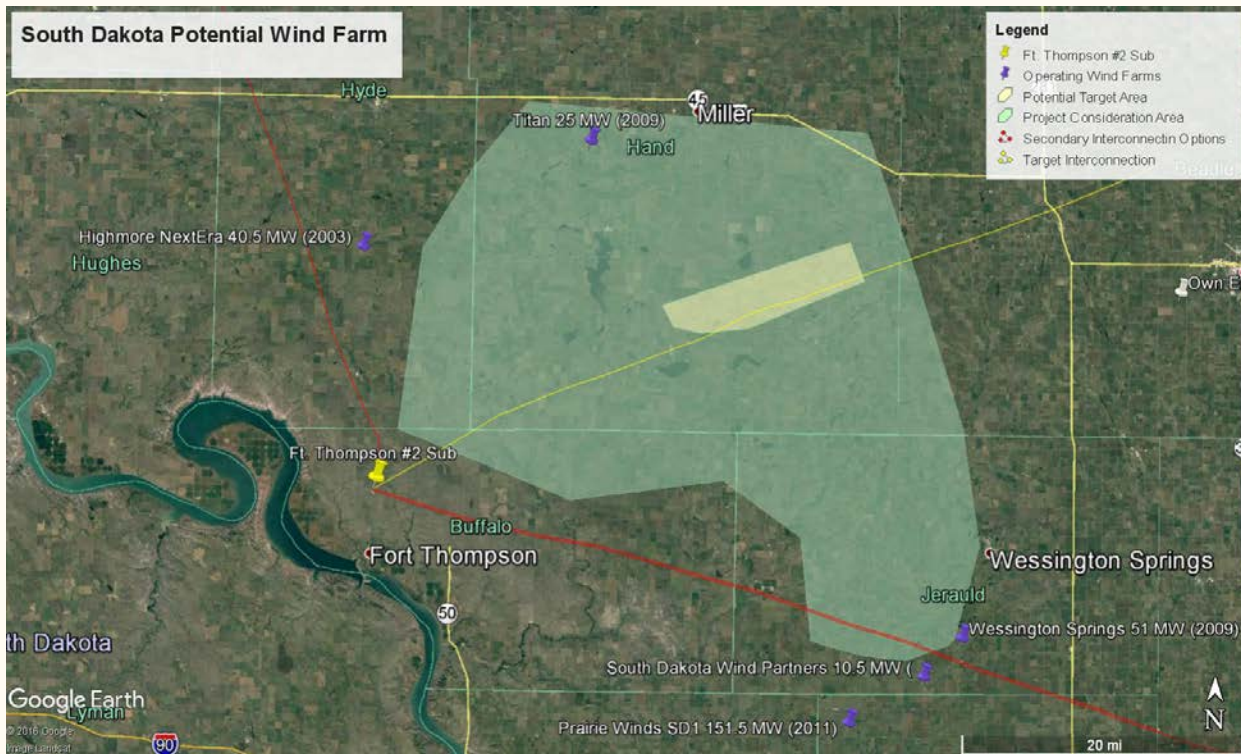 South Dakota Potential Wind Farm
Legend
Ft. Thompson #2 Sub
Operating Wind Farms
Potential Target Area
Project Consideration Area
Secondary Interconnectin Options
Target Interconnection
Hyde
45
Miller
Titan 25 MW (2009)
Hand
Highmore NextEra 40.5 MW (2003)
Hughes
Own E
Ft. Thompson #2 Sub
Buffalo
Fort Thompson
Wessington Springs
Jerauld
50
Wessington Springs 51 MW (2009)
th Dakota
South Dakota Wind Partners 10.5 MW (
Google Earth
Lyman
Prairie Winds SD1 151.5 MW (2011)
N
© 2016 Google
Image Landsat
90
20 mi